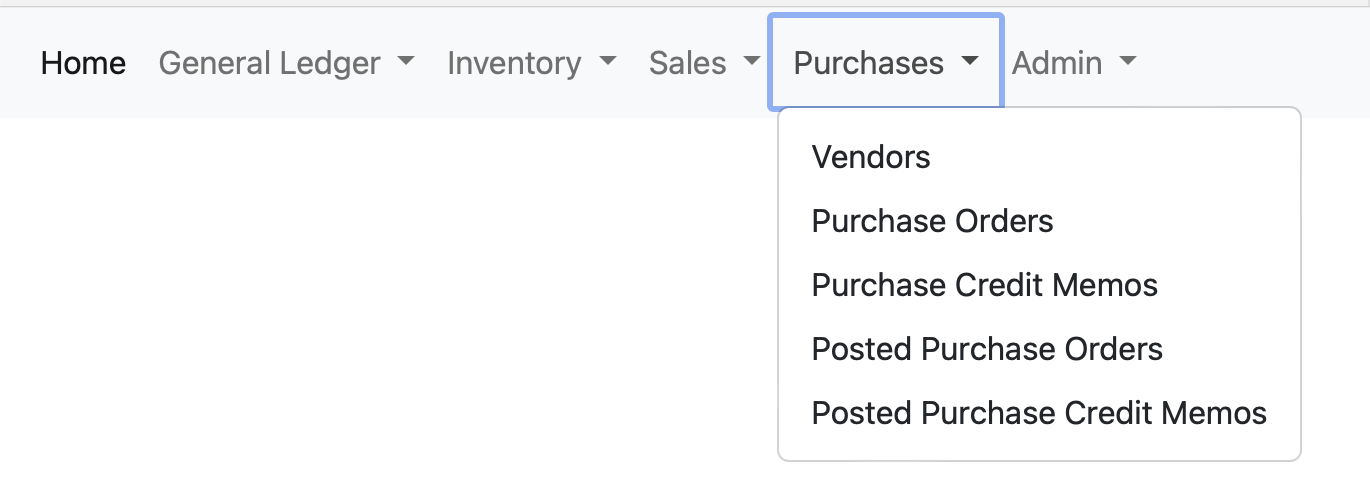 Home General Ledger Inventory Sales Purchases Admin
Vendors
Purchase Orders
Purchase Credit Memos
Posted Purchase Orders
Posted Purchase Credit Memos